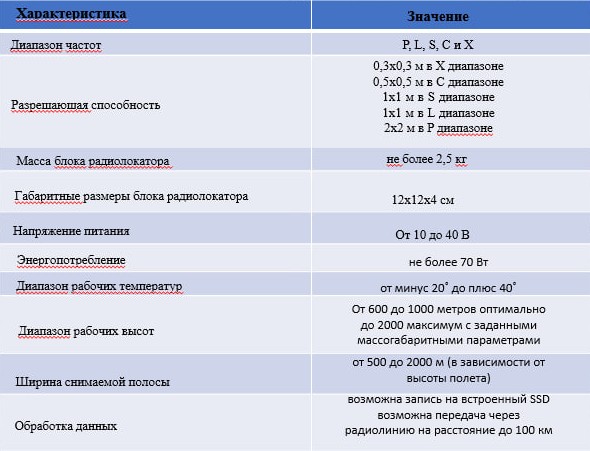 Характеристика
Значение
Диапазон частот
P, L, S, C и X
Разрешающая способность
0,3х0,3 м в X диапазоне
0,5х0,5 м в C диапазоне
1х1 м в S диапазоне
1х1 м в L диапазоне
2х2 м в P диапазоне
Масса блока радиолокатора
не более 2,5 кг
Габаритные размеры блока радиолокатора
12х12х4 см
Напряжение питания
От 10 до 40 В
Энергопотребление
не более 70 Вт
Диапазон рабочих температур
от минус 20˚ до плюс 40˚
Диапазон рабочих высот
От 600 до 1000 метров оптимально
до 2000 максимум с заданными
массогабаритными параметрами
Ширина снимаемой полосы
от 500 до 2000 м (в зависимости от
высоты полета)
Обработка данных
возможна запись на встроенный SSD
возможна передача через
радиолинию на расстояние до 100 км